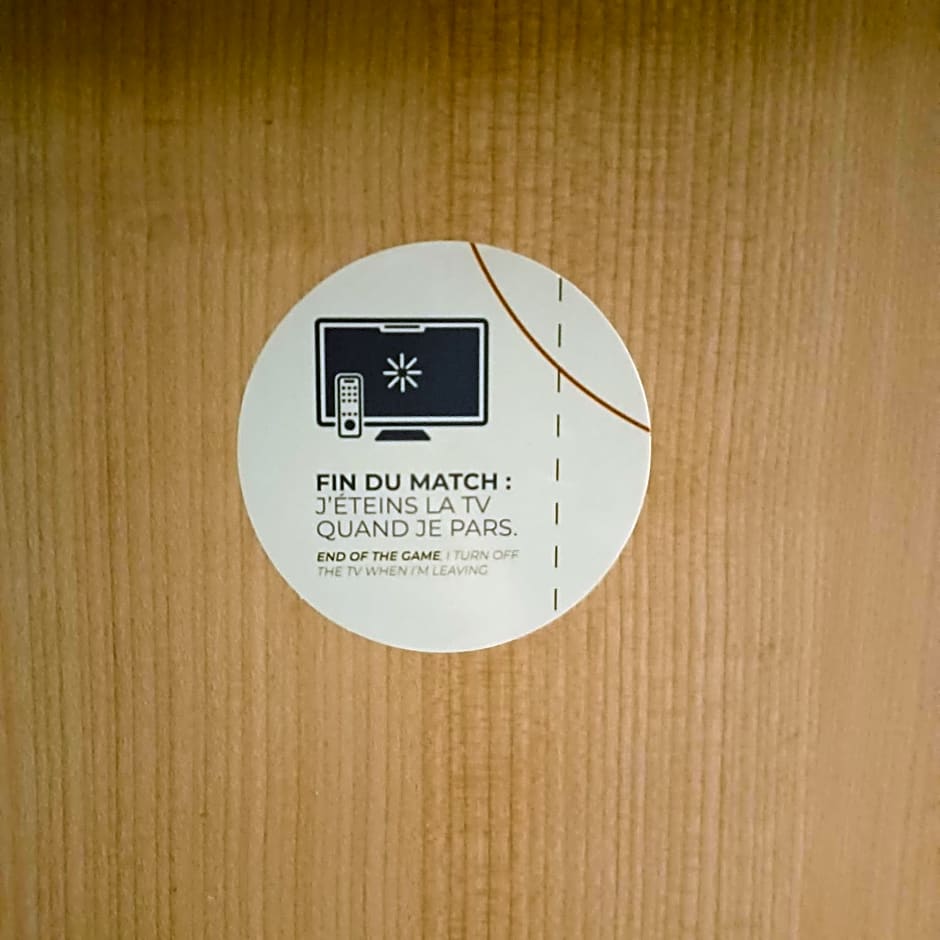 FIN DU MATCH :
J'ÉTEINS LA TV
QUAND JE PARS.
END OF THE GAME, I TURN OFF
THE TV WHEN I'M LEAVING